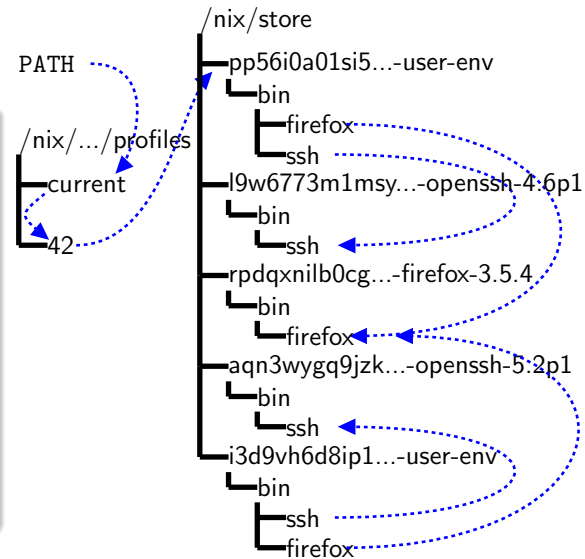 /nix/store
PATH
pp56i0a01si5...-user-env
bin
firefox
/nix/.../profiles
ssh
current
l9w6773m1msy...-openssh-4.6p1
bin
42
ssh
rpdqxnilb0cg...-firefox-3.5.4
bin
firefox
aqn3wygq9jzk...-openssh-5.2p1
bin
ssh
i3d9vh6d8ip1...-user-env
bin
ssh
firefox